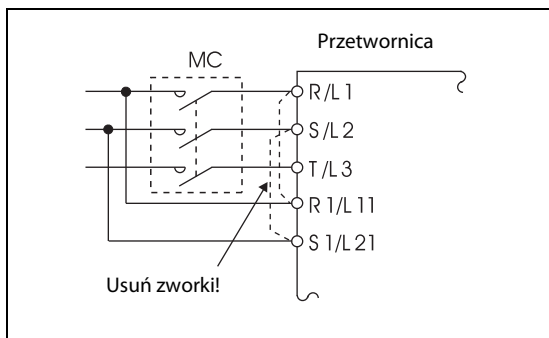 Przetwornica
MC
R/L1
S/L2
T/L3
R1/L11
S1/L21
Usuń zworki!